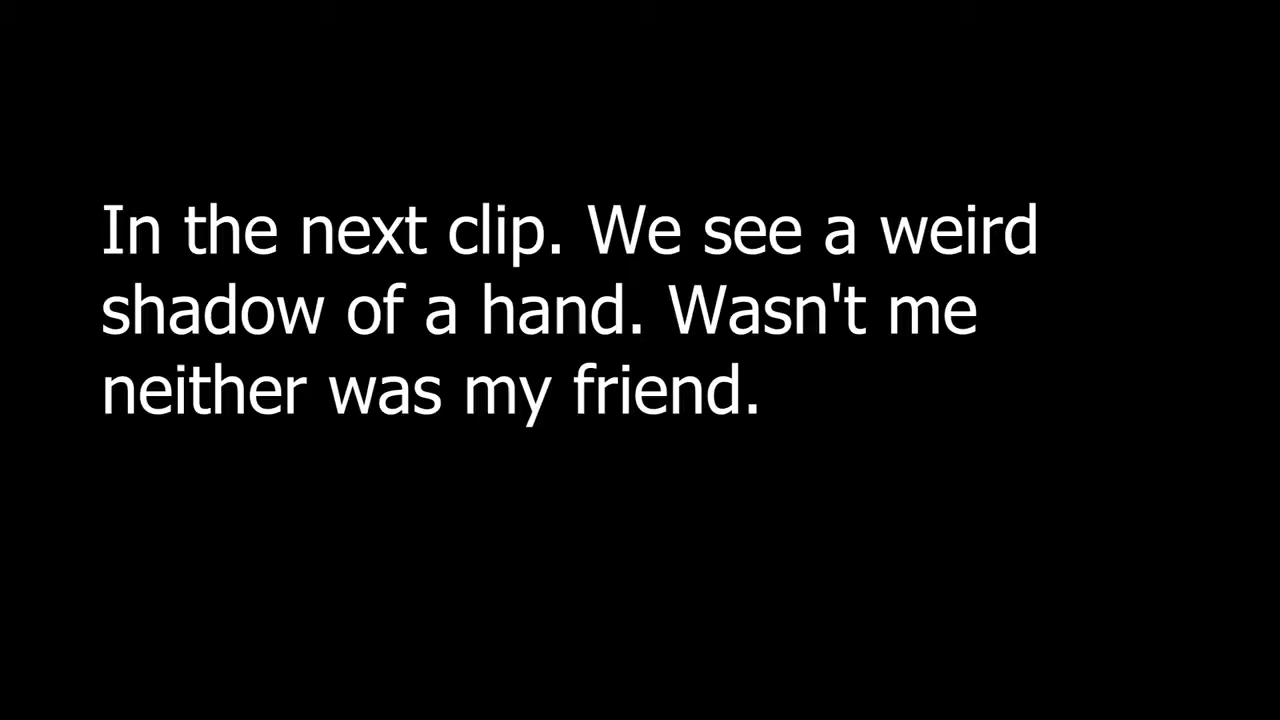 In the next clip. We see a weird
shadow of a hand. Wasn't me
neither was my friend.